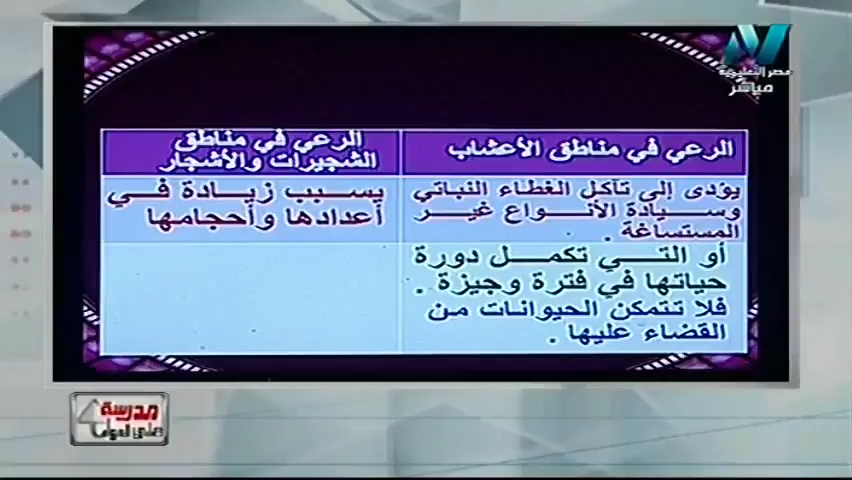 مصر التعليمية
مباشر
الرعي في مناطق الأعشاب
الرعي في مناطق
الشجيرات والأشجار
يؤدى إلى تآكل الغطاء النباتي
وسيادة الأنواع غير
المستساغة .
يسبب زيادة في
أعدادها وأحجامها
أو التي تكمل دورة
حياتها في فترة وجيزة .
فلا تتمكن الحيوانات من
القضاء عليها .
مدرسة
على الهواء